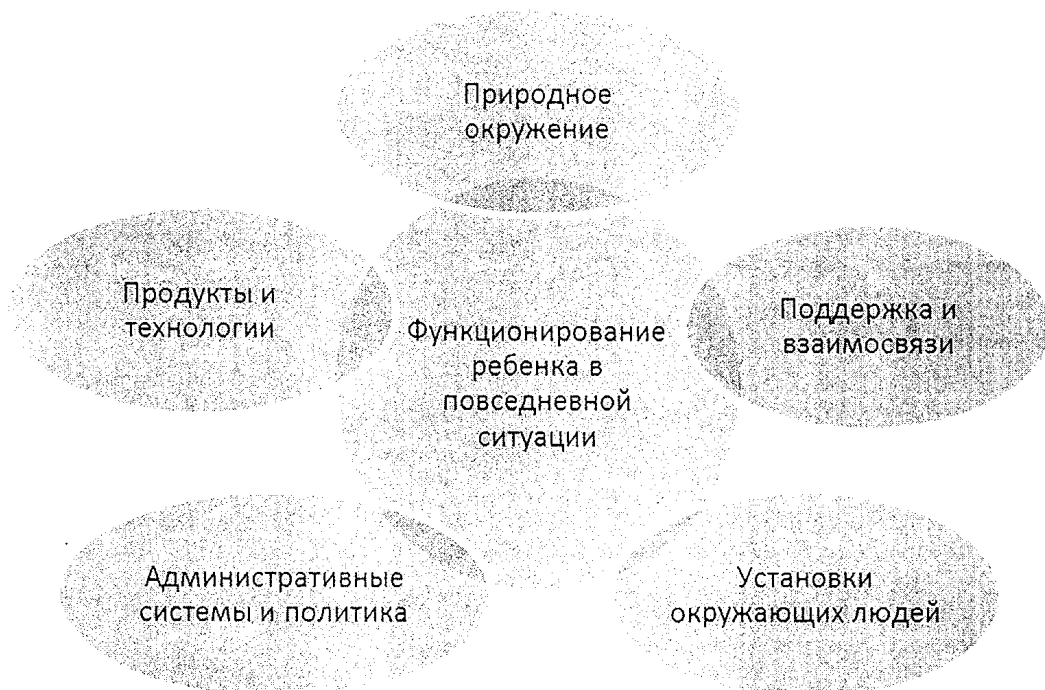 Природное
окружение
Продукты и
технологии
Функционирование
ребенка в
повседневной
ситуации
Поддержка и
взаимосвязи
Административные
системы и политика
Установки
окружающих людей